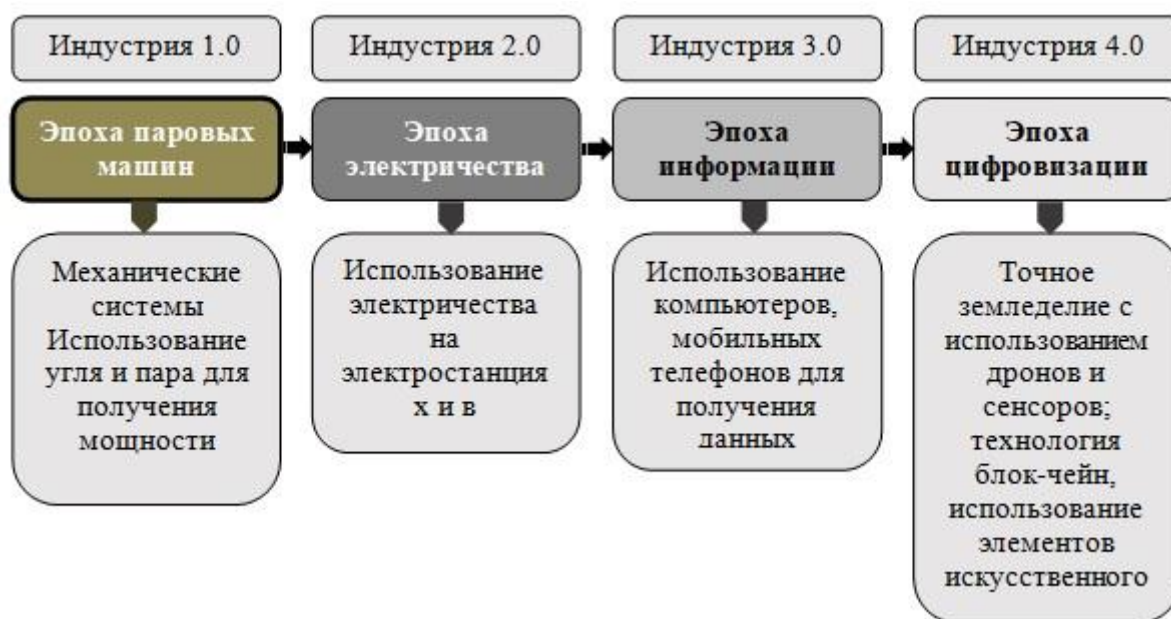 Индустрия 1.0
Индустрия 2.0
Индустрия 3.0
Индустрия 4.0
Эпоха паровых
машин
Эпоха
электричества
Эпоха
информации
Эпоха
цифровизации
Механические
системы
Использование
угля и пара для
получения
мощности
Использование
электричества
на
электростанция
х и в
Использование
компьютеров,
мобильных
телефонов для
получения
данных
Точное
земледелие с
использованием
дронов и
сенсоров;
технология
блок-чейн,
использование
элементов
искусственного